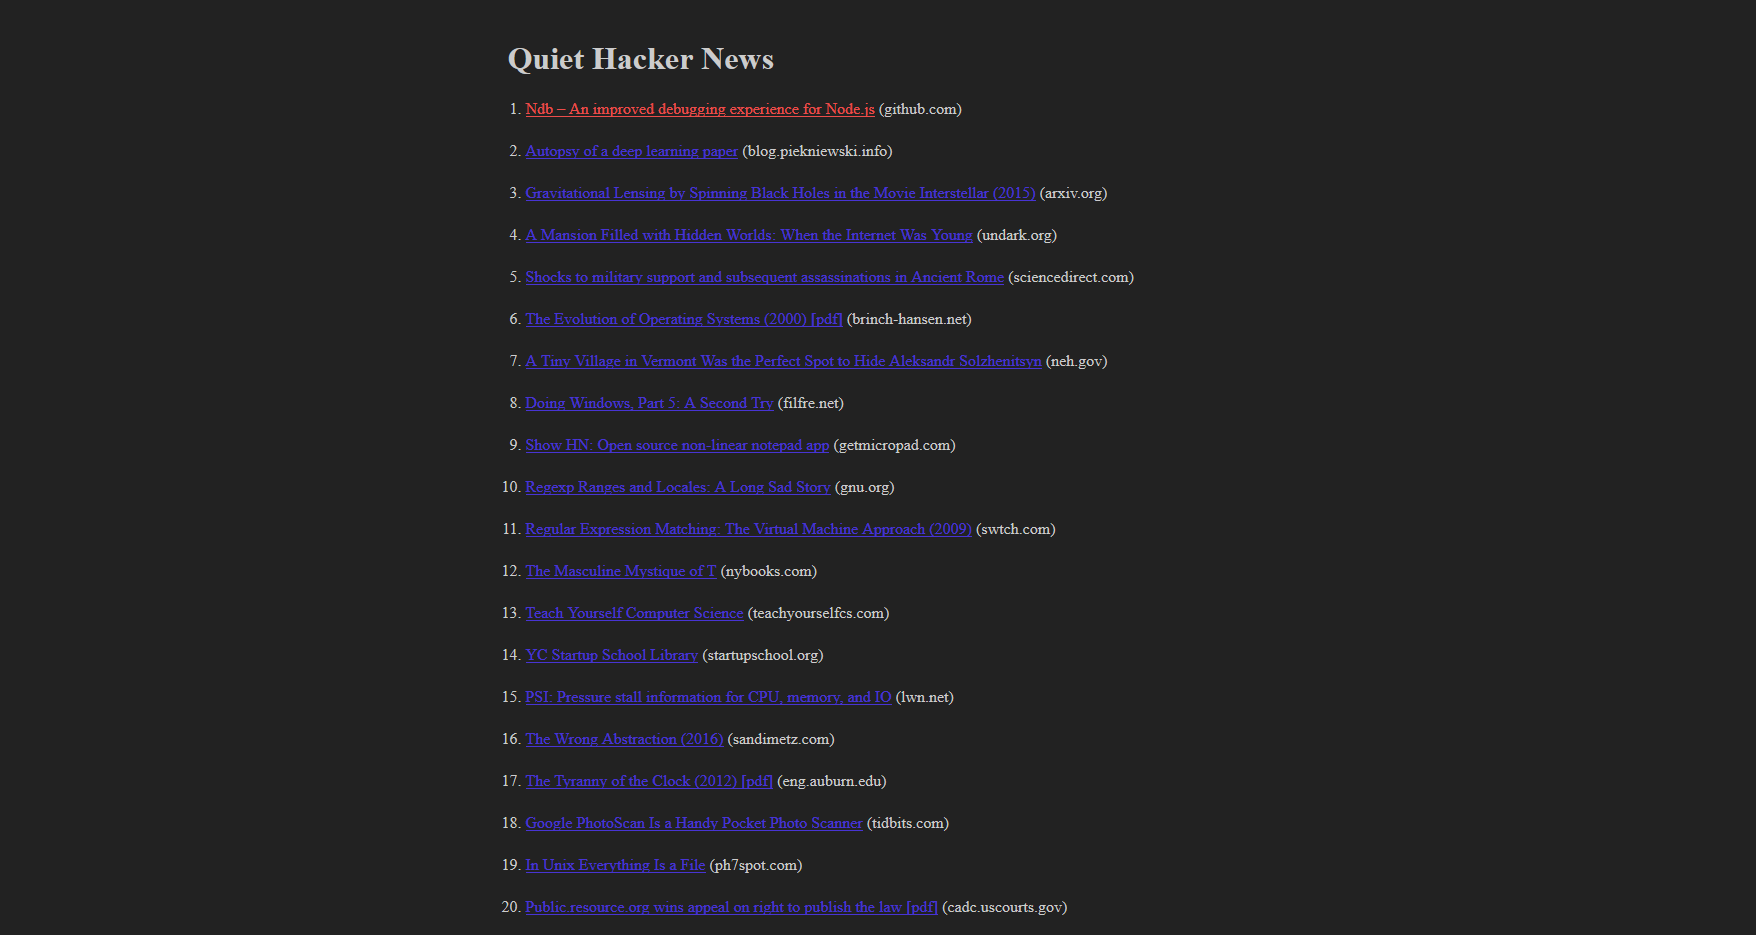 Quiet Hacker News
1. Ndb – An improved debugging experience for Node.js (github.com)
2. Autopsy of a deep learning paper (blog.piekniewski.info)
3. Gravitational Lensing by Spinning Black Holes in the Movie Interstellar (2015) (arxiv.org)
4. A Mansion Filled with Hidden Worlds: When the Internet Was Young (undark.org)
5. Shocks to military support and subsequent assassinations in Ancient Rome (sciencedirect.com)
6. The Evolution of Operating Systems (2000) [pdf] (brinch-hansen.net)
7. A Tiny Village in Vermont Was the Perfect Spot to Hide Aleksandr Solzhenitsyn (neh.gov)
8. Doing Windows, Part 5: A Second Try (filfre.net)
9. Show HN: Open source non-linear notepad app (getmicropad.com)
10. Regexp Ranges and Locales: A Long Sad Story (gnu.org)
11. Regular Expression Matching: The Virtual Machine Approach (2009) (swtch.com)
12. The Masculine Mystique of T (nybooks.com)
13. Teach Yourself Computer Science (teachyourselfcs.com)
14. YC Startup School Library (startupschool.org)
15. PSI: Pressure stall information for CPU, memory, and IO (lwn.net)
16. The Wrong Abstraction (2016) (sandimetz.com)
17. The Tyranny of the Clock (2012) [pdf] (eng.auburn.edu)
18. Google PhotoScan Is a Handy Pocket Photo Scanner (tidbits.com)
19. In Unix Everything Is a File (ph7spot.com)
20. Public.resource.org wins appeal on right to publish the law [pdf] (cadc.uscourts.gov)